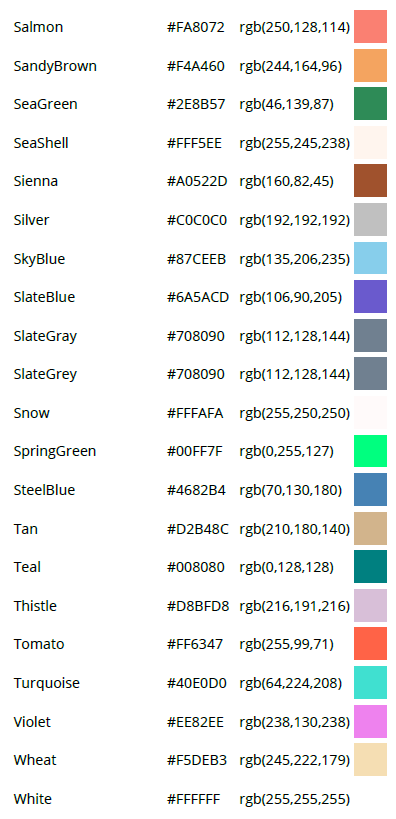 Salmon #FA8072 rgb(250,128,114)
SandyBrown #F4A460 rgb(244,164,96)
SeaGreen #2E8B57 rgb(46,139,87)
SeaShell #FFF5EE rgb(255,245,238)
Sienna #A0522D rgb(160,82,45)
Silver #C0C0C0 rgb(192,192,192)
SkyBlue #87CEEB rgb(135,206,235)
SlateBlue #6A5ACD rgb(106,90,205)
SlateGray #708090 rgb(112,128,144)
SlateGrey #708090 rgb(112,128,144)
Snow #FFFAFA rgb(255,250,250)
SpringGreen #00FF7F rgb(0,255,127)
SteelBlue #4682B4 rgb(70,130,180)
Tan #D2B48C rgb(210,180,140)
Teal #008080 rgb(0,128,128)
Thistle #D8BFD8 rgb(216,191,216)
Tomato #FF6347 rgb(255,99,71)
Turquoise #40E0D0 rgb(64,224,208)
Violet #EE82EE rgb(238,130,238)
Wheat #F5DEB3 rgb(245,222,179)
White #FFFFFF rgb(255,255,255)